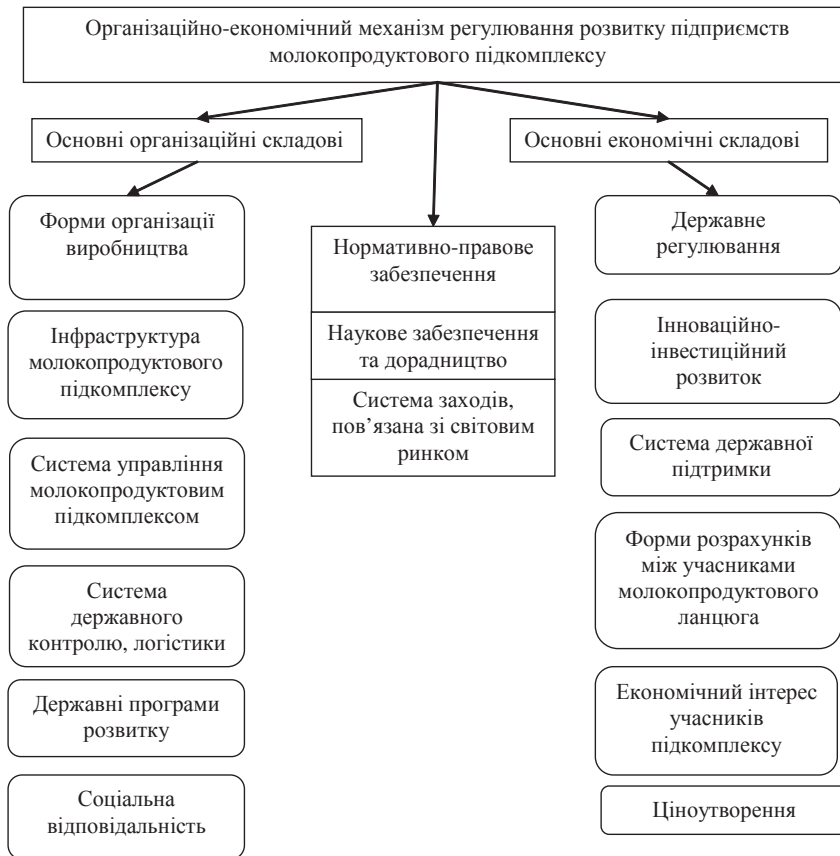 Організаційно-економічний механізм регулювання розвитку підприємств
молокопродуктового підкомплексу
Основні організаційні складові
Основні економічні складові
Форми організації
виробництва
Інфраструктура
молокопродуктового
підкомплексу
Система управління
молокопродуктовим
підкомплексом
Система
державного
контролю, логістики
Державні програми
розвитку
Соціальна
відповідальність
Нормативно-правове
забезпечення
Наукове забезпечення
та дорадництво
Система заходів,
пов’язана зі світовим
ринком
Державне
регулювання
Інноваційно-
інвестиційний
розвиток
Система державної
підтримки
Форми розрахунків
між учасниками
молокопродуктового
ланцюга
Економічний інтерес
учасників
підкомплексу
Ціноутворення